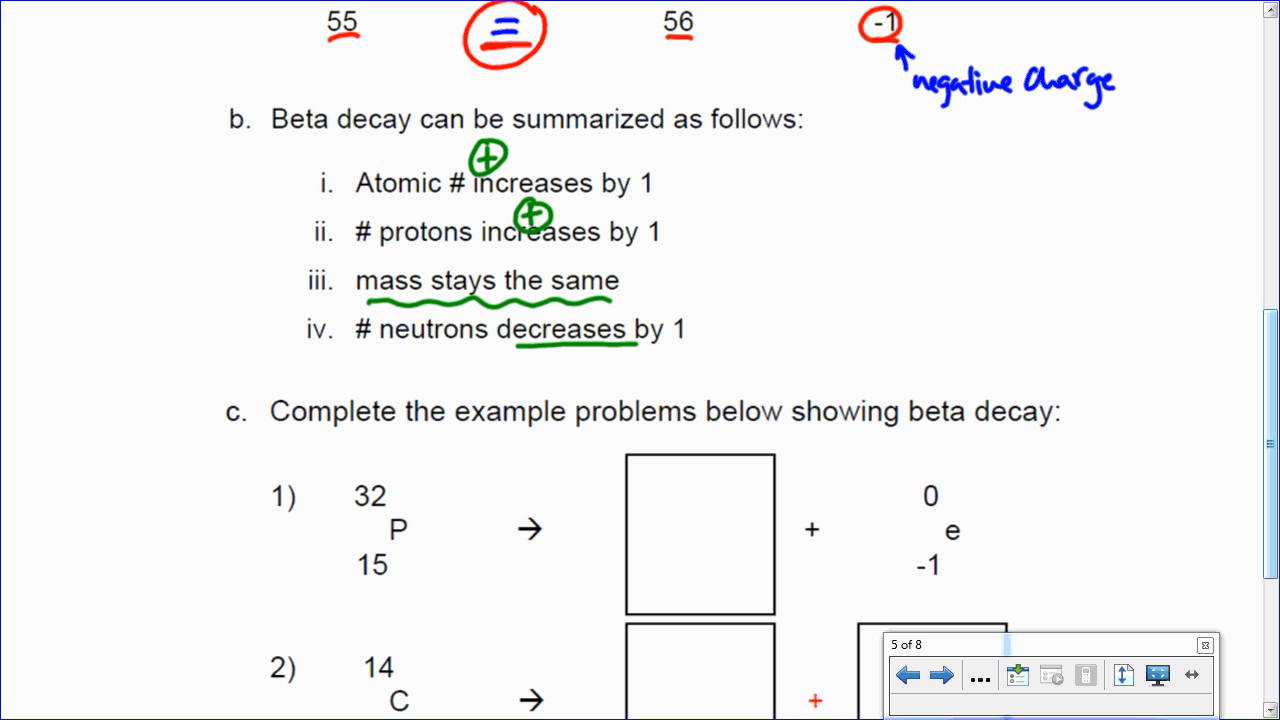 55 = 56 -1
negative charge
b. Beta decay can be summarized as follows:
+
i. Atomic # increases by 1
+
ii. # protons increases by 1
iii. mass stays the same
iv. # neutrons decreases by 1
c. Complete the example problems below showing beta decay:
1) 32 0
P → + e
15 -1
5 of 8
2) 14
...
C → +